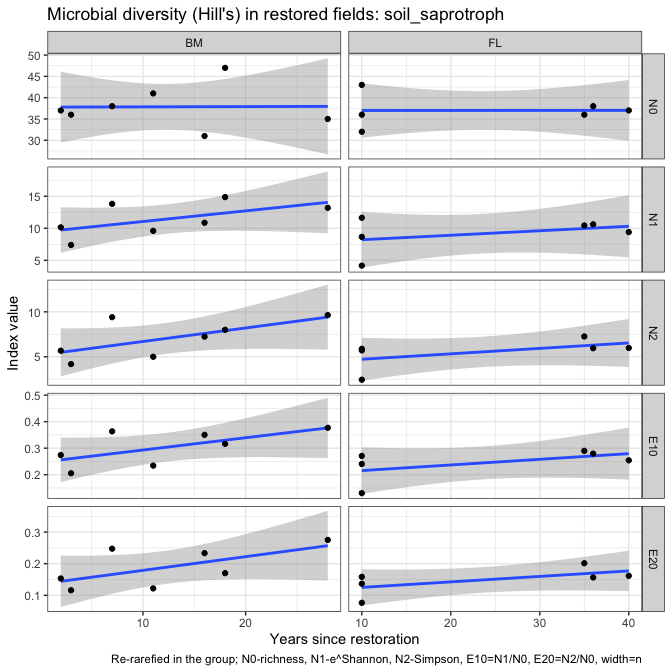 Microbial diversity (Hill's) in restored fields: soil_saprotroph
BM
FL
50
45
40
35
30
N0
15
10
5
N1
10
5
N2
0.5
0.4
0.3
0.2
E10
0.3
0.2
0.1
E20
Index value
10
20
10
20
30
40
Years since restoration
Re-rarefied in the group; N0-richness, N1-e^Shannon, N2-Simpson, E10=N1/N0, E20=N2/N0, width=n